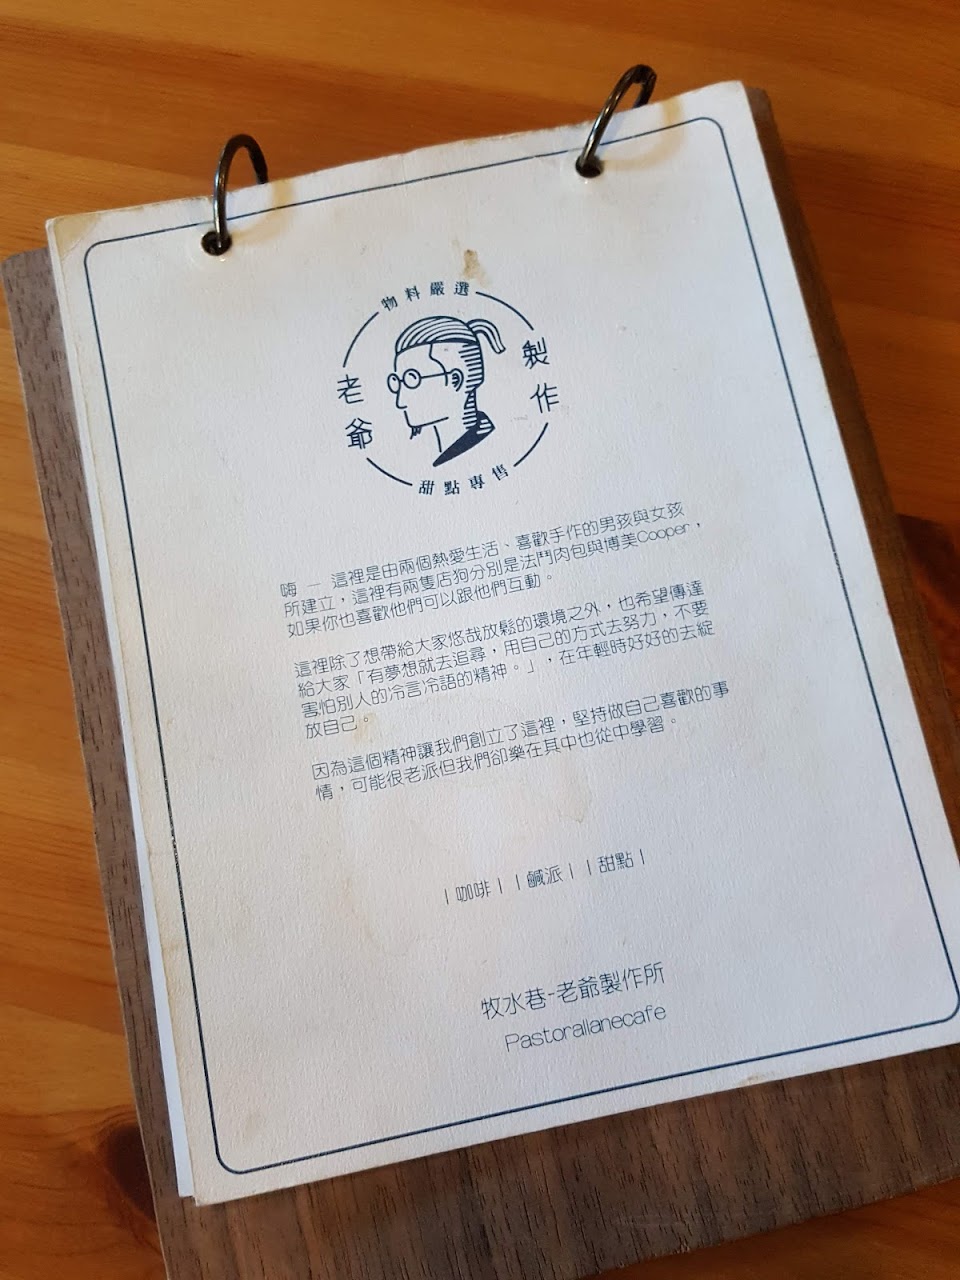 物料嚴選
老爺
製作
甜點專售
嗨 — 這裡是由兩個熱愛生活、喜歡手作的男孩與女孩
所建立，這裡有兩隻店狗分別是法鬥肉包與博美Cooper，
如果你也喜歡他們可以跟他們互動。
這裡除了想帶給大家悠哉放鬆的環境之外，也希望傳達
給大家「有夢想就去追尋，用自己的方式去努力，不要
害怕別人的冷言冷語的精神。」，在年輕時好好的去綻
放自己。
因為這個精神讓我們創立了這裡，堅持做自己喜歡的事
情，可能很老派但我們卻樂在其中也從中學習。
| 咖啡 | | 鹹派 | | 甜點 |
牧水巷-老爺製作所
Pastorallanecafe